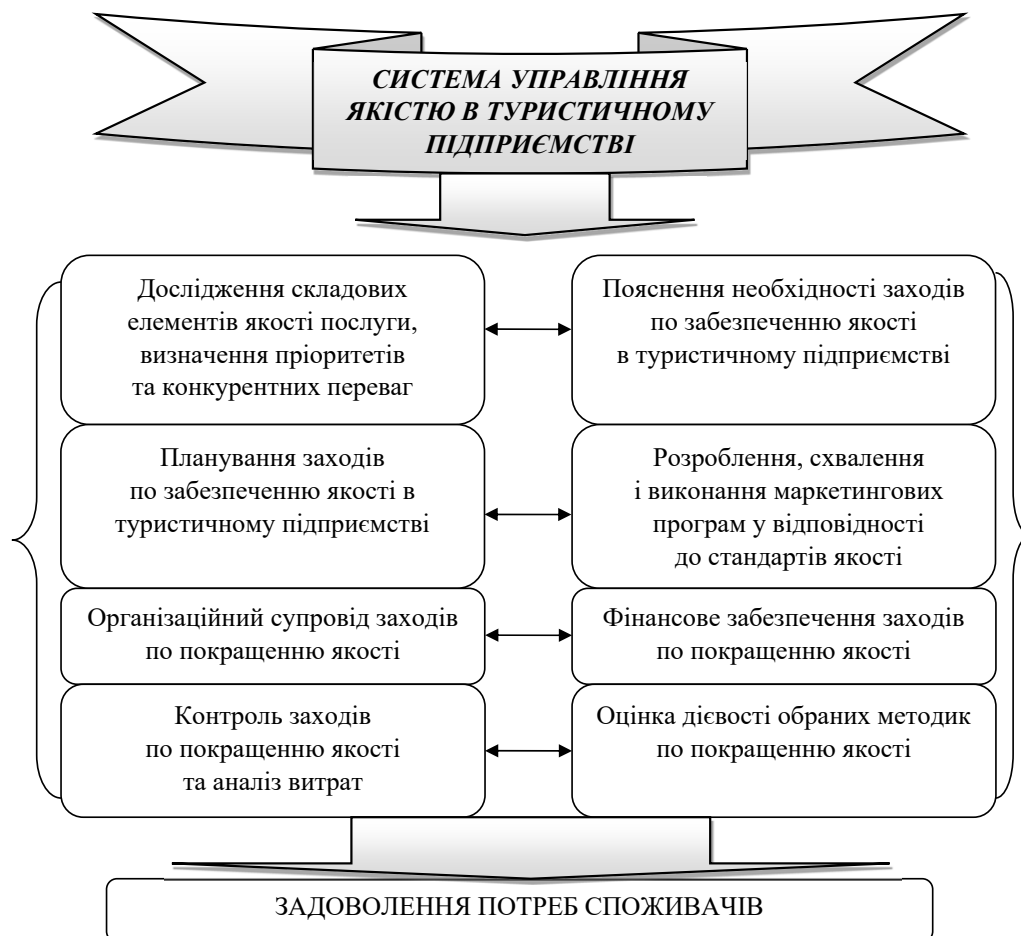 СИСТЕМА УПРАВЛІННЯ
ЯКІСТЮ В ТУРИСТИЧНОМУ
ПІДПРИЄМСТВІ
Дослідження складових
елементів якості послуги,
визначення пріоритетів
та конкурентних переваг
Пояснення необхідності заходів
по забезпеченню якості
в туристичному підприємстві
Планування заходів
по забезпеченню якості в
туристичному підприємстві
Розроблення, схвалення
і виконання маркетингових
програм у відповідності
до стандартів якості
Організаційний супровід заходів
по покращенню якості
Фінансове забезпечення заходів
по покращенню якості
Контроль заходів
по покращенню якості
та аналіз витрат
Оцінка дієвості обраних методик
по покращенню якості
ЗАДОВОЛЕННЯ ПОТРЕБ СПОЖИВАЧІВ